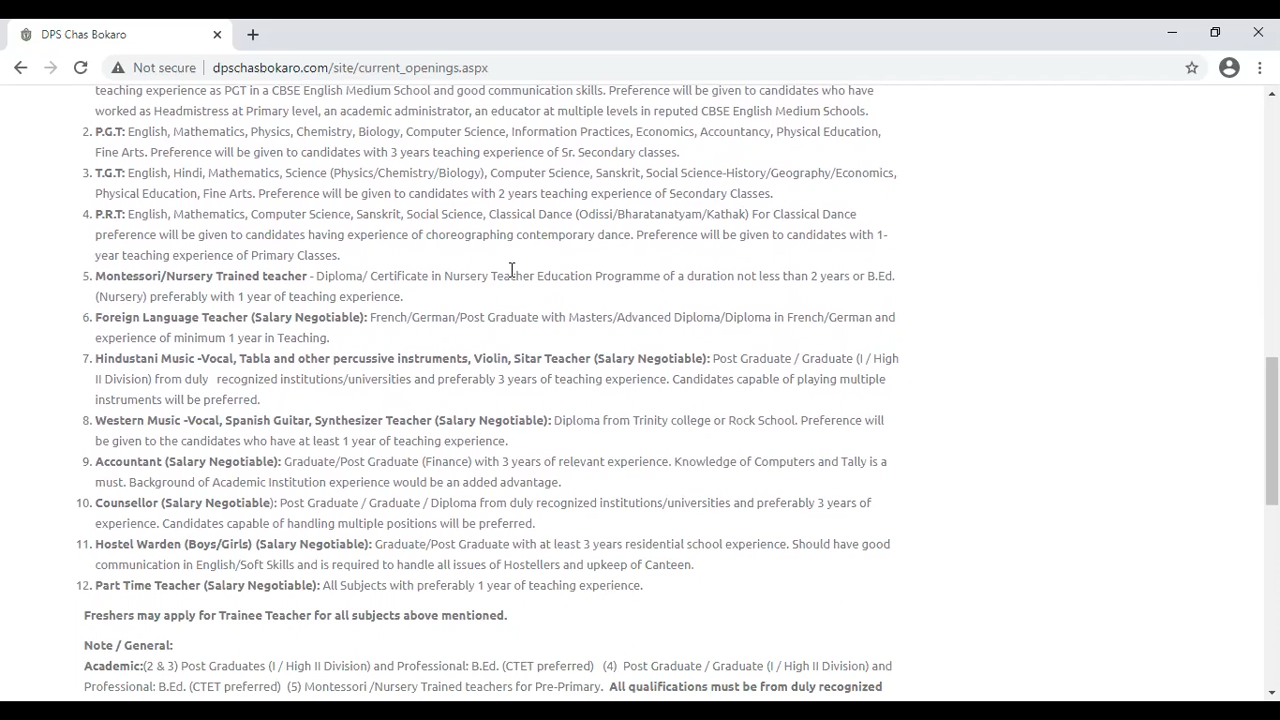 DPS Chas Bokaro
Not secure dpschasbokaro.com/site/current_openings.aspx
teaching experience as PGT in a CBSE English Medium School and good communication skills. Preference will be given to candidates who have
worked as Headmistress at Primary level, an academic administrator, an educator at multiple levels in reputed CBSE English Medium Schools.
2. P.G.T: English, Mathematics, Physics, Chemistry, Biology, Computer Science, Information Practices, Economics, Accountancy, Physical Education,
Fine Arts. Preference will be given to candidates with 3 years teaching experience of Sr. Secondary classes.
3. T.G.T: English, Hindi, Mathematics, Science (Physics/Chemistry/Biology), Computer Science, Sanskrit, Social Science-History/Geography/Economics,
Physical Education, Fine Arts. Preference will be given to candidates with 2 years teaching experience of Secondary Classes.
4. P.R.T: English, Mathematics, Computer Science, Sanskrit, Social Science, Classical Dance (Odissi/Bharatanatyam/Kathak) For Classical Dance
preference will be given to candidates having experience of choreographing contemporary dance. Preference will be given to candidates with 1-
year teaching experience of Primary Classes.
5. Montessori/Nursery Trained teacher - Diploma/ Certificate in Nursery Teacher Education Programme of a duration not less than 2 years or B.Ed.
(Nursery) preferably with 1 year of teaching experience.
6. Foreign Language Teacher (Salary Negotiable): French/German/Post Graduate with Masters/Advanced Diploma/Diploma in French/German and
experience of minimum 1 year in Teaching.
7. Hindustani Music -Vocal, Tabla and other percussive instruments, Violin, Sitar Teacher (Salary Negotiable): Post Graduate / Graduate (I / High
II Division) from duly recognized institutions/universities and preferably 3 years of teaching experience. Candidates capable of playing multiple
instruments will be preferred.
8. Western Music -Vocal, Spanish Guitar, Synthesizer Teacher (Salary Negotiable): Diploma from Trinity college or Rock School. Preference will
be given to the candidates who have at least 1 year of teaching experience.
9. Accountant (Salary Negotiable): Graduate/Post Graduate (Finance) with 3 years of relevant experience. Knowledge of Computers and Tally is a
must. Background of Academic Institution experience would be an added advantage.
10. Counsellor (Salary Negotiable): Post Graduate / Graduate / Diploma from duly recognized institutions/universities and preferably 3 years of
experience. Candidates capable of handling multiple positions will be preferred.
11. Hostel Warden (Boys/Girls) (Salary Negotiable): Graduate/Post Graduate with at least 3 years residential school experience. Should have good
communication in English/Soft Skills and is required to handle all issues of Hostellers and upkeep of Canteen.
12. Part Time Teacher (Salary Negotiable): All Subjects with preferably 1 year of teaching experience.
Freshers may apply for Trainee Teacher for all subjects above mentioned.
Note / General:
Academic:(2 & 3) Post Graduates (I / High II Division) and Professional: B.Ed. (CTET preferred) (4) Post Graduate / Graduate (I / High II Division) and
Professional: B.Ed. (CTET preferred) (5) Montessori /Nursery Trained teachers for Pre-Primary. All qualifications must be from duly recognized